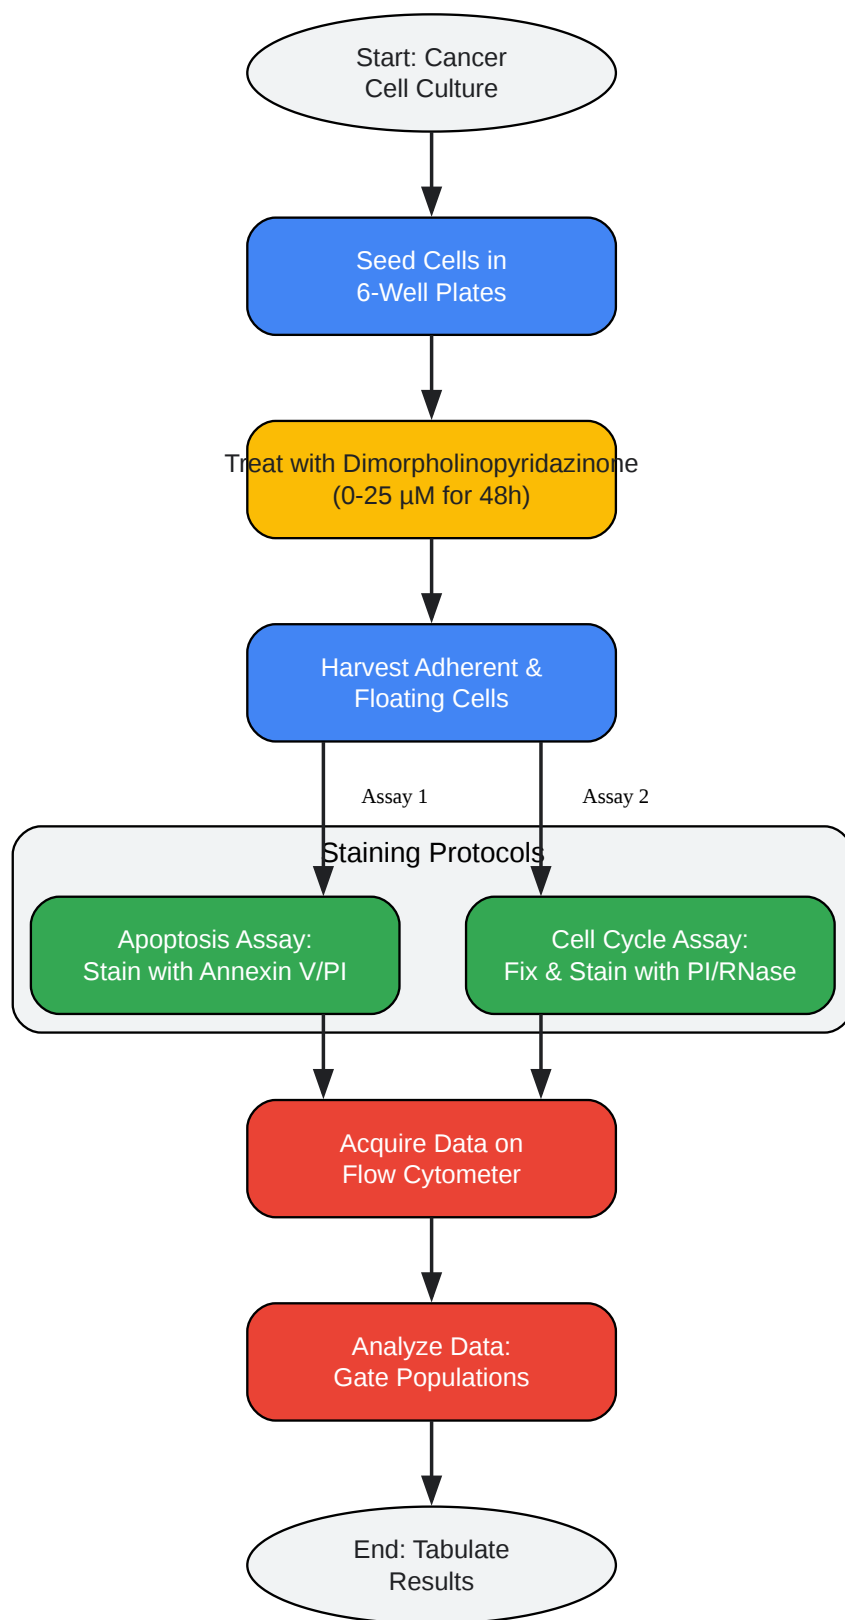 Start: Cancer
Cell Culture
Seed Cells in
6-Well Plates
Treat with Dimorpholinopyridazinone
(0-25 µM for 48h)
Harvest Adherent &
Floating Cells
Assay 1
Assay 2
Staining Protocols
Apoptosis Assay:
Stain with Annexin V/PI
Cell Cycle Assay:
Fix & Stain with PI/RNase
Acquire Data on
Flow Cytometer
Analyze Data:
Gate Populations
End: Tabulate
Results